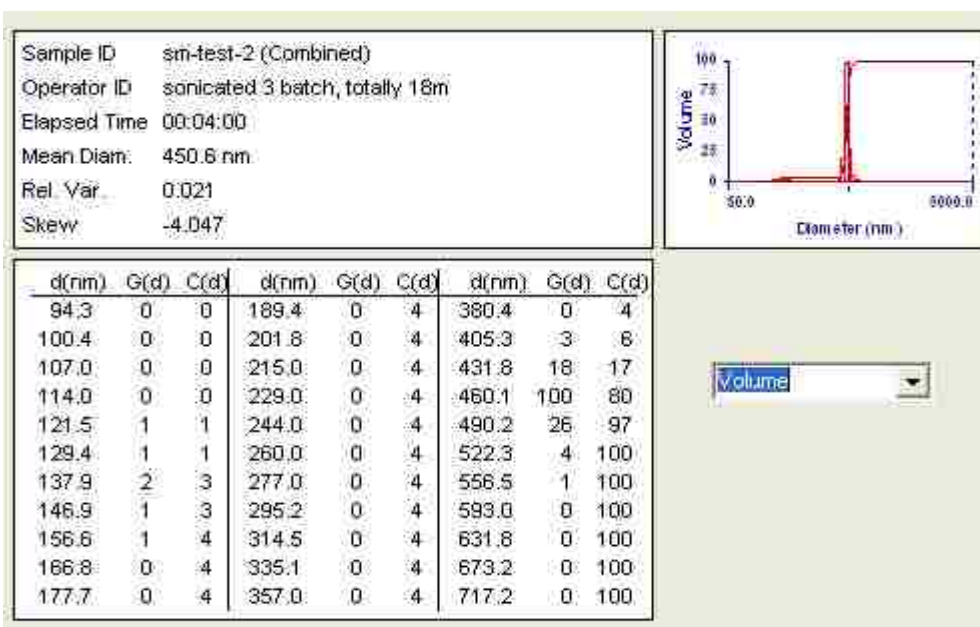 Sample ID sm-test-2 (Combined)
Operator ID sonicated 3 batch, totally 18m
Elapsed Time 00:04:00
Mean Diam. 450.6 nm
Rel. Var. 0.021
Skew -4.047
100
75
50
25
0
Volume
50.0 5000.0
Diameter (nm)
d(nm) G(d) C(d) d(nm) G(d) C(d) d(nm) G(d) C(d)
94.3 0 0 189.4 0 4 380.4 0 4
100.4 0 0 201.8 0 4 405.3 3 6
107.0 0 0 215.0 0 4 431.8 18 17
114.0 0 0 229.0 0 4 460.1 100 80
121.5 1 1 244.0 0 4 490.2 26 97
129.4 1 1 260.0 0 4 522.3 4 100
137.9 2 3 277.0 0 4 556.5 1 100
146.9 1 3 295.2 0 4 593.0 0 100
156.6 1 4 314.5 0 4 631.8 0 100
166.8 0 4 335.1 0 4 673.2 0 100
177.7 0 4 357.0 0 4 717.2 0 100
Volume